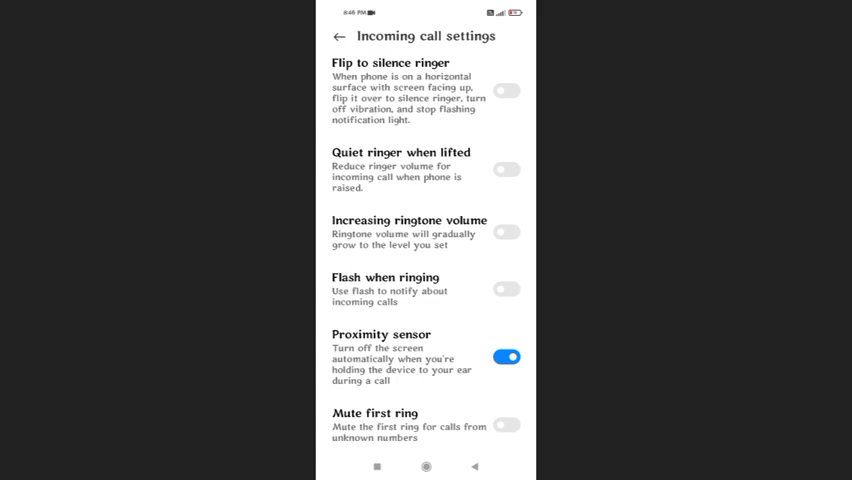 8:46 PM
Incoming call settings
Flip to silence ringer
When phone is on a horizontal
surface with screen facing up,
flip it over to silence ringer, turn
off vibration, and stop flashing
notification light.
Quiet ringer when lifted
Reduce ringer volume for
incoming call when phone is
raised.
Increasing ringtone volume
Ringtone volume will gradually
grow to the level you set
Flash when ringing
Use flash to notify about
incoming calls
Proximity sensor
Turn off the screen
automatically when you're
holding the device to your ear
during a call
Mute first ring
Mute the first ring for calls from
unknown numbers